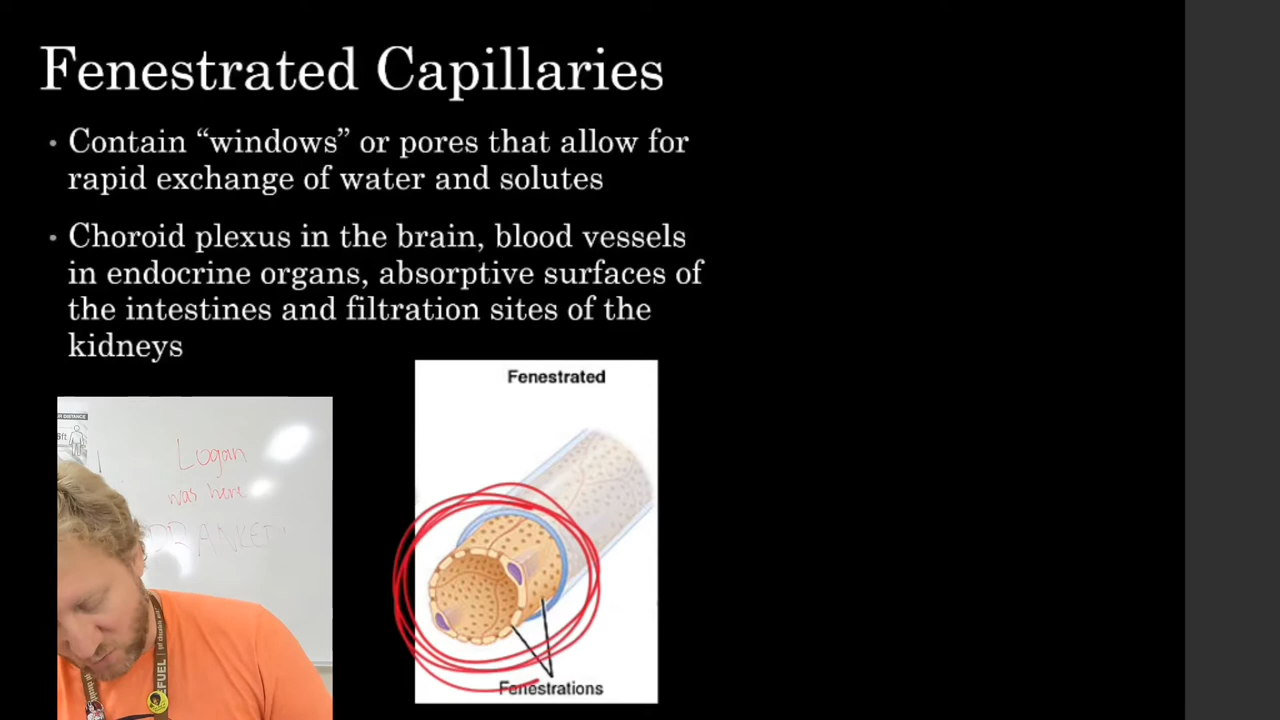 Fenestrated Capillaries
• Contain “windows” or pores that allow for
rapid exchange of water and solutes
• Choroid plexus in the brain, blood vessels
in endocrine organs, absorptive surfaces of
the intestines and filtration sites of the
kidneys
Fenestrated
Fenestrations
DISTANCE
6ft
Logan
was here